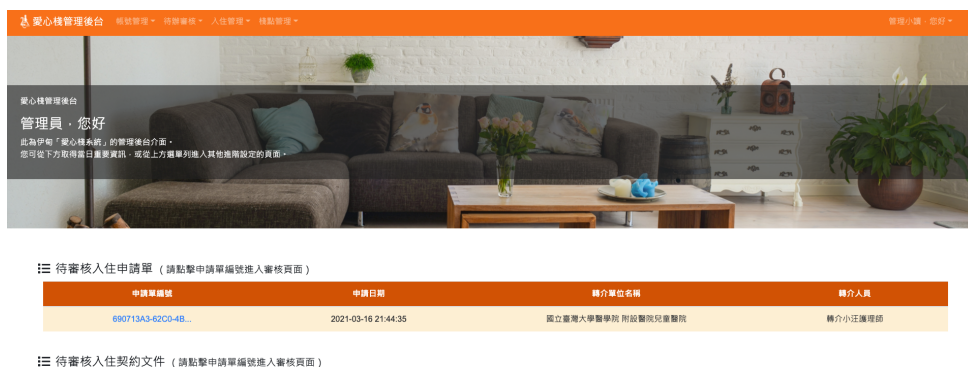 愛心棧管理後台 帳號管理 待辦審核 入住管理 棧點管理 管理小講，您好
愛心棧管理後台
管理員，您好
此為伊甸「愛心棧系統」的管理後台介面。
您可從下方取得當日重要資訊，或從上方選單列進入其他進階設定的頁面。
待審核入住申請單 ( 請點擊申請單編號進入審核頁面 )
申請單編號 申請日期 轉介單位名稱 轉介人員
690713A3-62C0-4B... 2021-03-16 21:44:35 國立臺灣大學醫學院 附設醫院兒童醫院 轉介小汪護理師
待審核入住契約文件 ( 請點擊申請單編號進入審核頁面 )